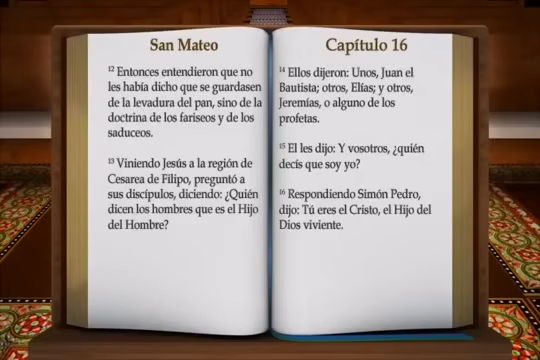 San Mateo
12 Entonces entendieron que no
les había dicho que se guardasen
de la levadura del pan, sino de la
doctrina de los fariseos y de los
saduceos.
13 Viniendo Jesús a la región de
Cesarea de Filipo, preguntó a
sus discípulos, diciendo: ¿Quién
dicen los hombres que es el Hijo
del Hombre?
Capítulo 16
14 Ellos dijeron: Unos, Juan el
Bautista; otros, Elías; y otros,
Jeremías, o alguno de los
profetas.
15 El les dijo: Y vosotros, ¿quién
decís que soy yo?
16 Respondiendo Simón Pedro,
dijo: Tú eres el Cristo, el Hijo del
Dios viviente.